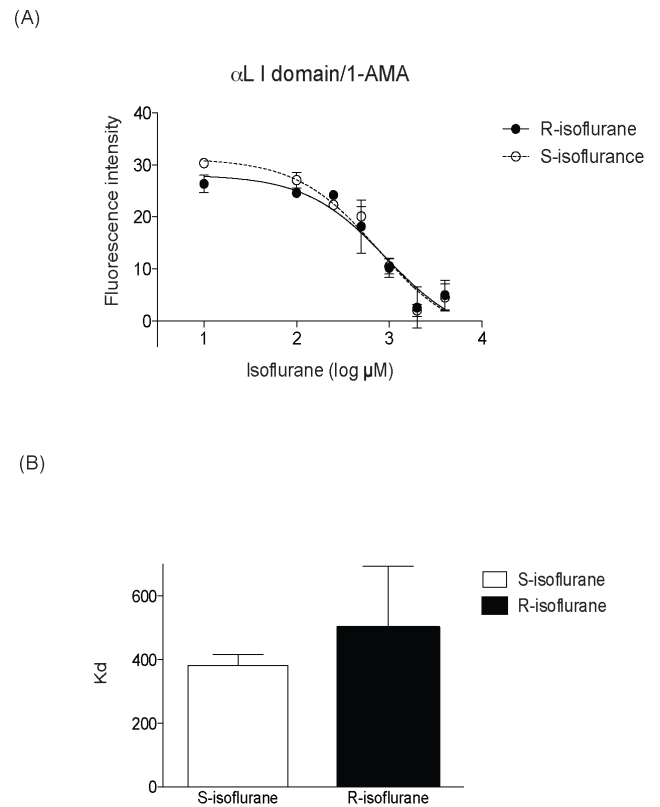 (A)
αL I domain/1-AMA
Fluorescence intensity
40
30
20
10
0
1 2 3 4
Isoflurane (log µM)
R-isoflurane
S-isoflurance
(B)
Kd
600
400
200
0
S-isoflurane R-isoflurane
S-isoflurane
R-isoflurane